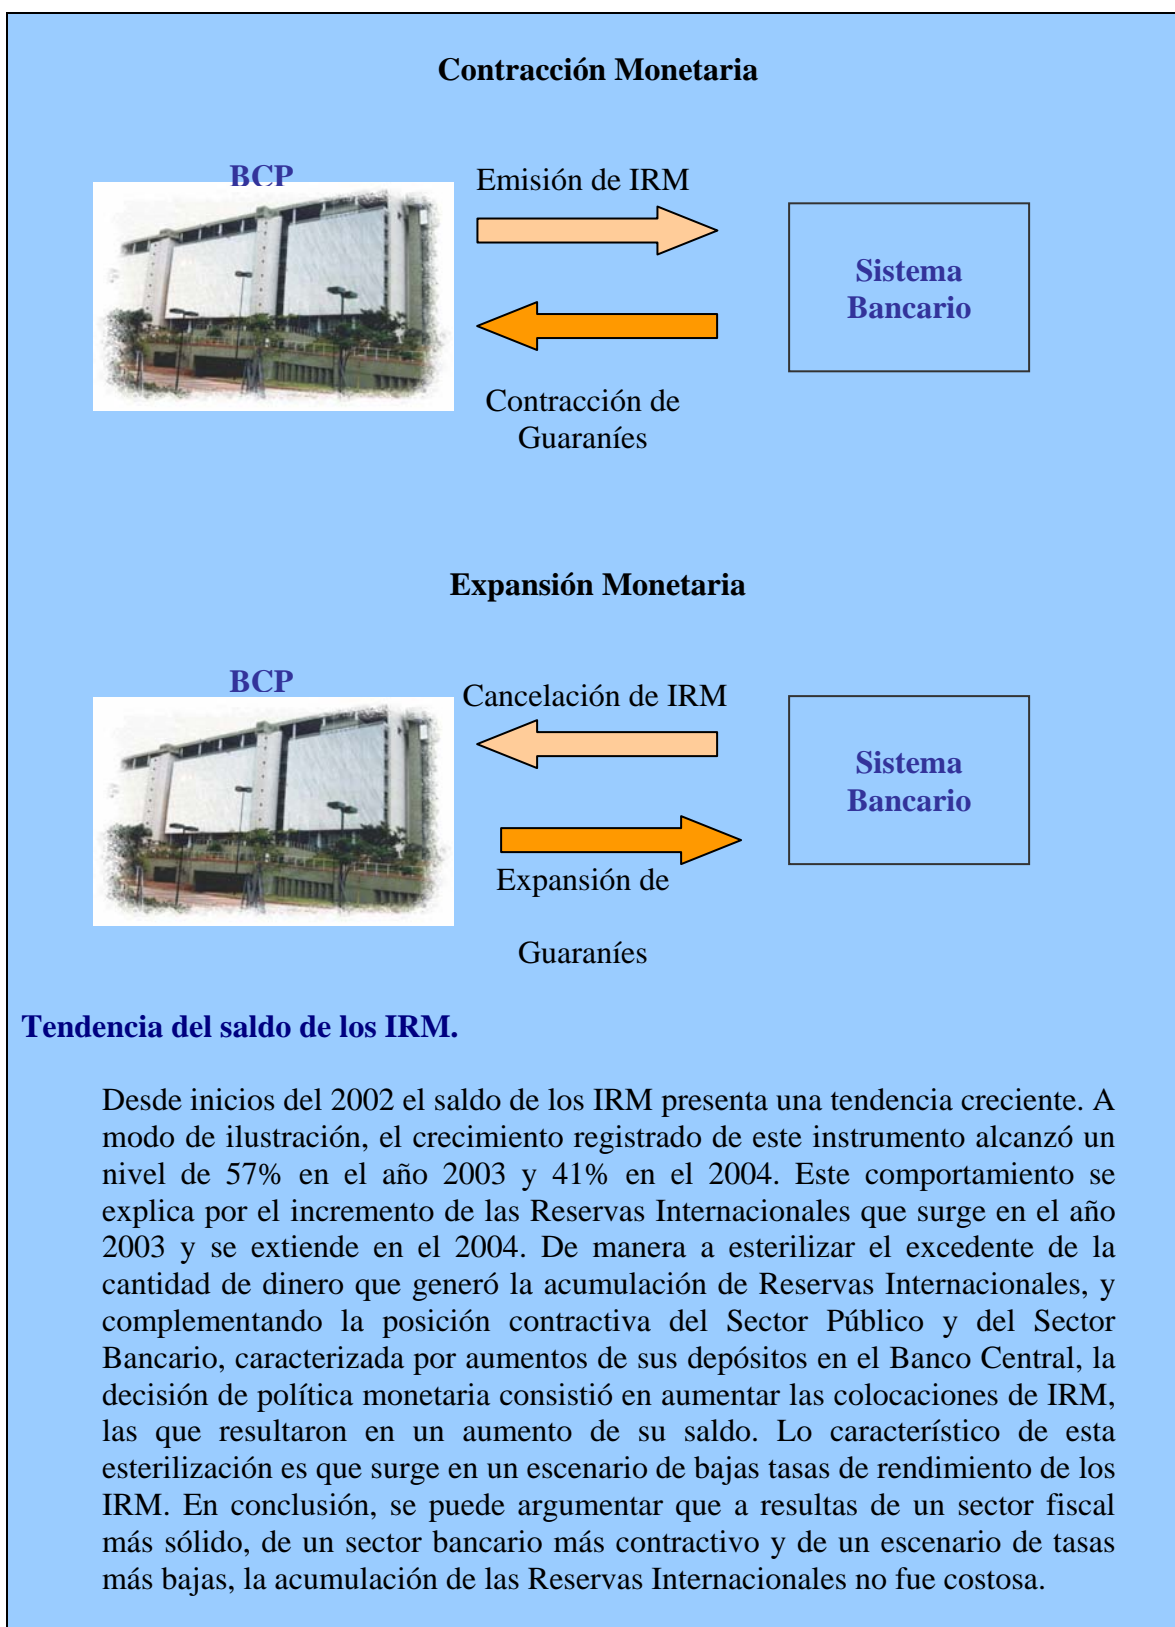 Contracción Monetaria
BCP
Emisión de IRM
Sistema
Bancario
Contracción de
Guaraníes
Expansión Monetaria
BCP
Cancelación de IRM
Sistema
Bancario
Expansión de
Guaraníes
Tendencia del saldo de los IRM.
Desde inicios del 2002 el saldo de los IRM presenta una tendencia creciente. A
modo de ilustración, el crecimiento registrado de este instrumento alcanzó un
nivel de 57% en el año 2003 y 41% en el 2004. Este comportamiento se
explica por el incremento de las Reservas Internacionales que surge en el año
2003 y se extiende en el 2004. De manera a esterilizar el excedente de la
cantidad de dinero que generó la acumulación de Reservas Internacionales, y
complementando la posición contractiva del Sector Público y del Sector
Bancario, caracterizada por aumentos de sus depósitos en el Banco Central, la
decisión de política monetaria consistió en aumentar las colocaciones de IRM,
las que resultaron en un aumento de su saldo. Lo característico de esta
esterilización es que surge en un escenario de bajas tasas de rendimiento de los
IRM. En conclusión, se puede argumentar que a resultas de un sector fiscal
más sólido, de un sector bancario más contractivo y de un escenario de tasas
más bajas, la acumulación de las Reservas Internacionales no fue costosa.